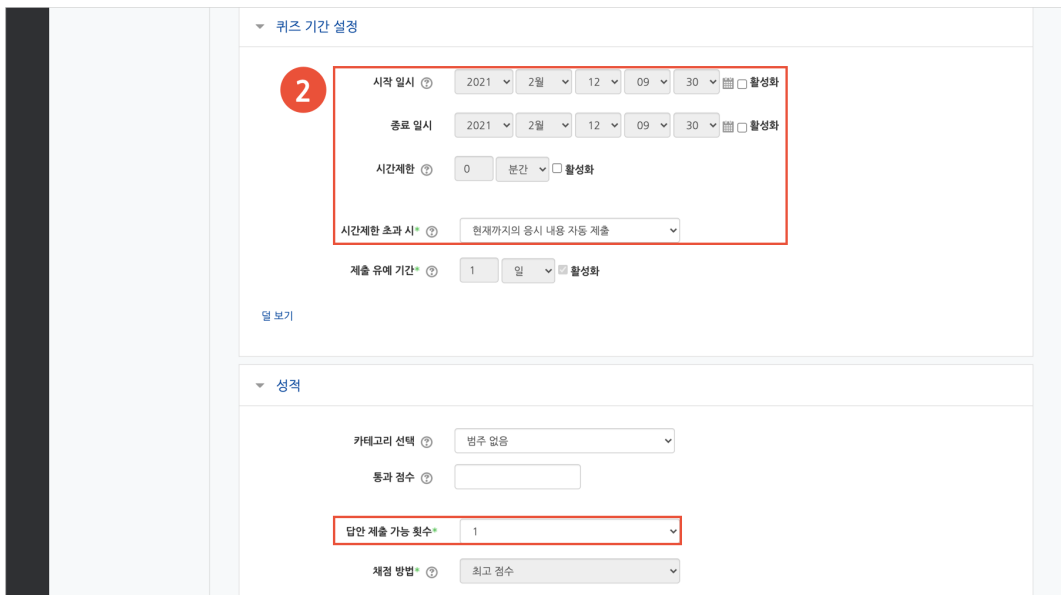 퀴즈 기간 설정
2
시작 일시 2021 2월 12 09 30 활성화
종료 일시 2021 2월 12 09 30 활성화
시간제한 0 분간 활성화
시간제한 초과 시* 현재까지의 응시 내용 자동 제출
제출 유예 기간* 1 일 활성화
덜 보기
성적
카테고리 선택 범주 없음
통과 점수
답안 제출 가능 횟수* 1
채점 방법* 최고 점수